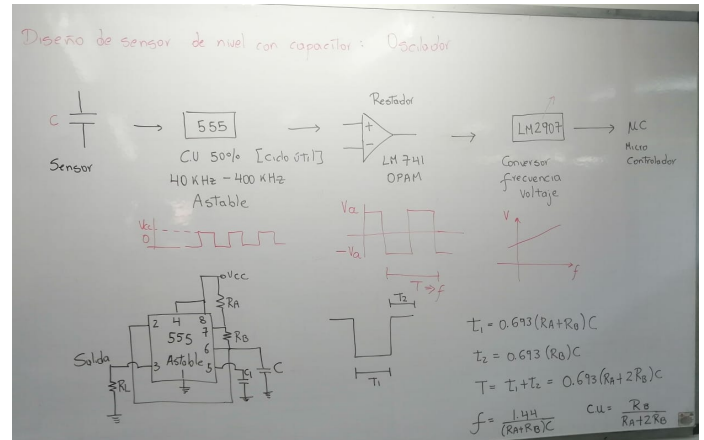 Diseño de sensor de nivel con capacitor: Oscilador
C
Sensor
555
C.U 50% [Ciclo útil]
40 KHz - 400 KHz
Astable
Restador
+
-
LM 741
OPAM
LM2907
Conversor
frecuencia
Voltaje
μC
Micro
Controlador
Va
0
Va
-Va
T ⇒ f
V
f
Vcc
RA
2 4 8
7
RB
555
6
Astable
Salida
3
5
C1
C
RL
T2
T1
t1 = 0.693(RA+RB)C
t2 = 0.693(RB)C
T = t1+t2 = 0.693(RA+2RB)C
f = 1.44/(RA+RB)C CU = RB/RA+2RB